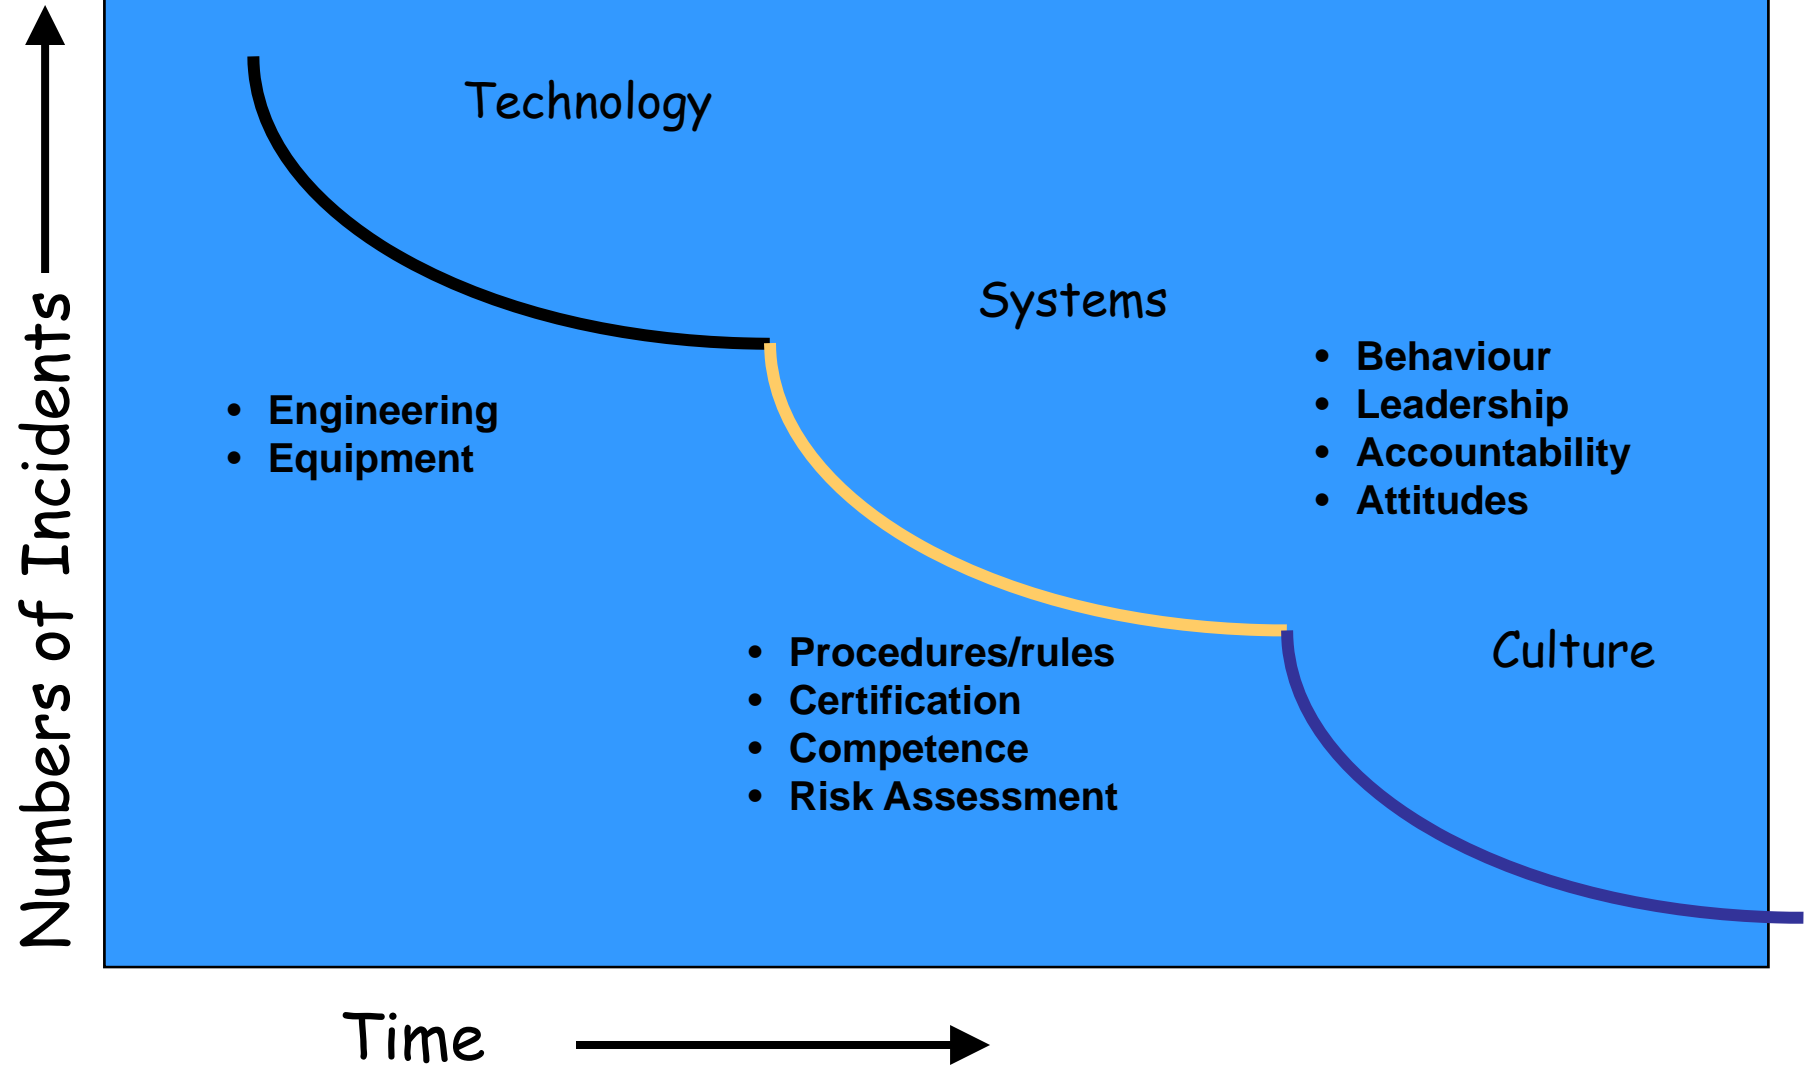 Numbers of Incidents
Technology
• Engineering
• Equipment
Systems
• Procedures/rules
• Certification
• Competence
• Risk Assessment
• Behaviour
• Leadership
• Accountability
• Attitudes
Culture
Time